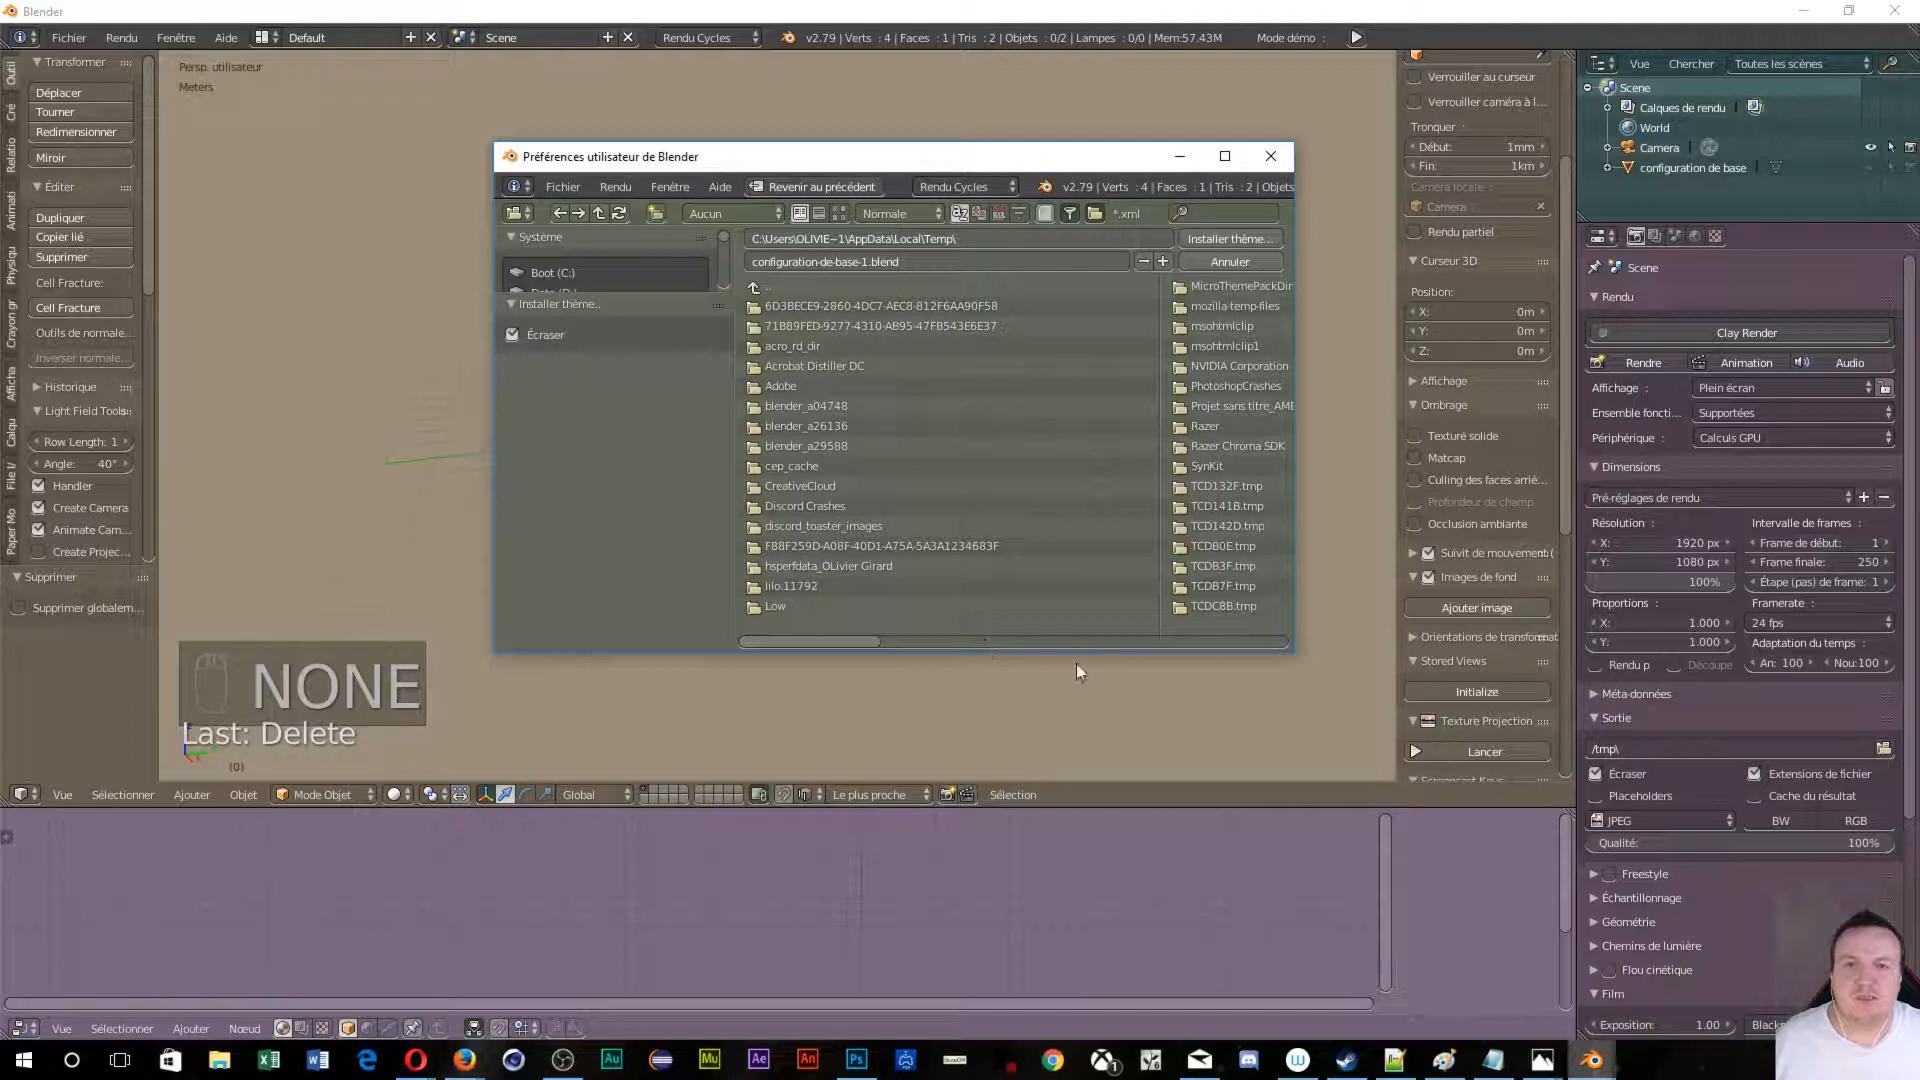 Blender
Fichier Rendu Fenêtre Aide Default Scene Rendu Cycles v2.79 | Verts : 4 | Faces : 1 | Tris : 2 | Objets : 0/2 | Lampes : 0/0 | Mem:57.43M Mode démo :
Persp. utilisateur
Meters
Transformer
Déplacer
Tourner
Redimensionner
Miroir
Éditer
Dupliquer
Copier lié
Supprimer
Cell Fracture:
Cell Fracture
Outils de normale...
Inverser normale...
Historique
Light Field Tools:
Row Length: 1
Angle: 40°
Handler
Create Camera
Animate Cam...
Create Projec...
Supprimer
Supprimer globalem...
Outil
Cré
Relatio
Animati
Physiqu
Crayon gr
Afficha
Calqu
File I/
Paper Mo
Préférences utilisateur de Blender
Fichier Rendu Fenêtre Aide Revenir au précédent Rendu Cycles v2.79 | Verts : 4 | Faces : 1 | Tris : 2 | Objets
Aucun Normale *.xml
Système
Boot (C:)
Installer thème..
Écraser
C:\Users\OLIVIE~1\AppData\Local\Temp\ Installer thème...
configuration-de-base-1.blend Annuler
..
6D3BECE9-2860-4DC7-AEC8-812F6AA90F58
71B89FED-9277-4310-AB95-47FB543E6E37
acro_rd_dir
Acrobat Distiller DC
Adobe
blender_a04748
blender_a26136
blender_a29588
cep_cache
CreativeCloud
Discord Crashes
discord_toaster_images
F88F259D-A08F-40D1-A75A-5A3A1234683F
hsperfdata_OLivier Girard
lilo.11792
Low
MicroThemePackDir
mozilla-temp-files
msohtmlclip
msohtmlclip1
NVIDIA Corporation
PhotoshopCrashes
Projet sans titre_AME
Razer
Razer Chroma SDK
SynKit
TCD132F.tmp
TCD141B.tmp
TCD142D.tmp
TCDB0E.tmp
TCDB3F.tmp
TCDB7F.tmp
TCDC8B.tmp
NONE
Last: Delete
(0)
Vue Sélectionner Ajouter Objet Mode Objet Global Le plus proche Sélection
Vue Sélectionner Ajouter Nœud
Verrouiller au curseur
Verrouiller caméra à l...
Tronquer
Début: 1mm
Fin: 1km
Camera locale:
Camera
Rendu partiel
Curseur 3D
Position:
X: 0m
Y: 0m
Z: 0m
Affichage
Ombrage
Texturé solide
Matcap
Culling des faces arriè...
Profondeur de champ
Occlusion ambiante
Suivit de mouvement (
Images de fond
Ajouter image
Orientations de transformat
Stored Views
Initialize
Texture Projection
Lancer
Screencast Keys
Vue Chercher Toutes les scènes
Scene
Calques de rendu
World
Camera
configuration de base
Scene
Rendu
Clay Render
Rendre Animation Audio
Affichage : Plein écran
Ensemble foncti... Supportées
Périphérique : Calculs GPU
Dimensions
Pré-réglages de rendu
Résolution : Intervalle de frames :
X: 1920 px Frame de début: 1
Y: 1080 px Frame finale: 250
100% Étape (pas) de frame: 1
Proportions : Framerate :
X: 1.000 24 fps
Y: 1.000 Adaptation du temps :
Rendu p Découpe An: 100 Nou:100
Méta-données
Sortie
/tmp\
Écraser Extensions de fichier
Placeholders Cache du résultat
JPEG BW RGB
Qualité: 100%
Freestyle
Échantillonnage
Géométrie
Chemins de lumière
Flou cinétique
Film
Exposition: 1.00